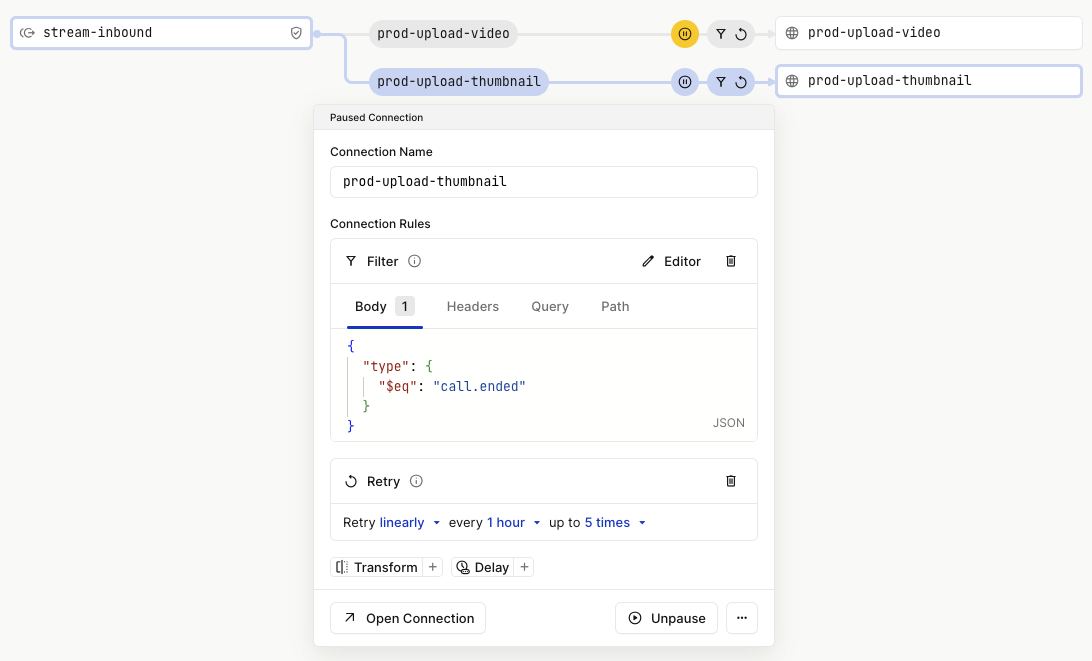 stream-inbound
prod-upload-video
prod-upload-video
prod-upload-thumbnail
prod-upload-thumbnail
Paused Connection
Connection Name
prod-upload-thumbnail
Connection Rules
Filter Editor
Body 1 Headers Query Path
{
"type": {
"$eq": "call.ended"
}
}
JSON
Retry
Retry linearly every 1 hour up to 5 times
Transform + Delay +
Open Connection Unpause ...